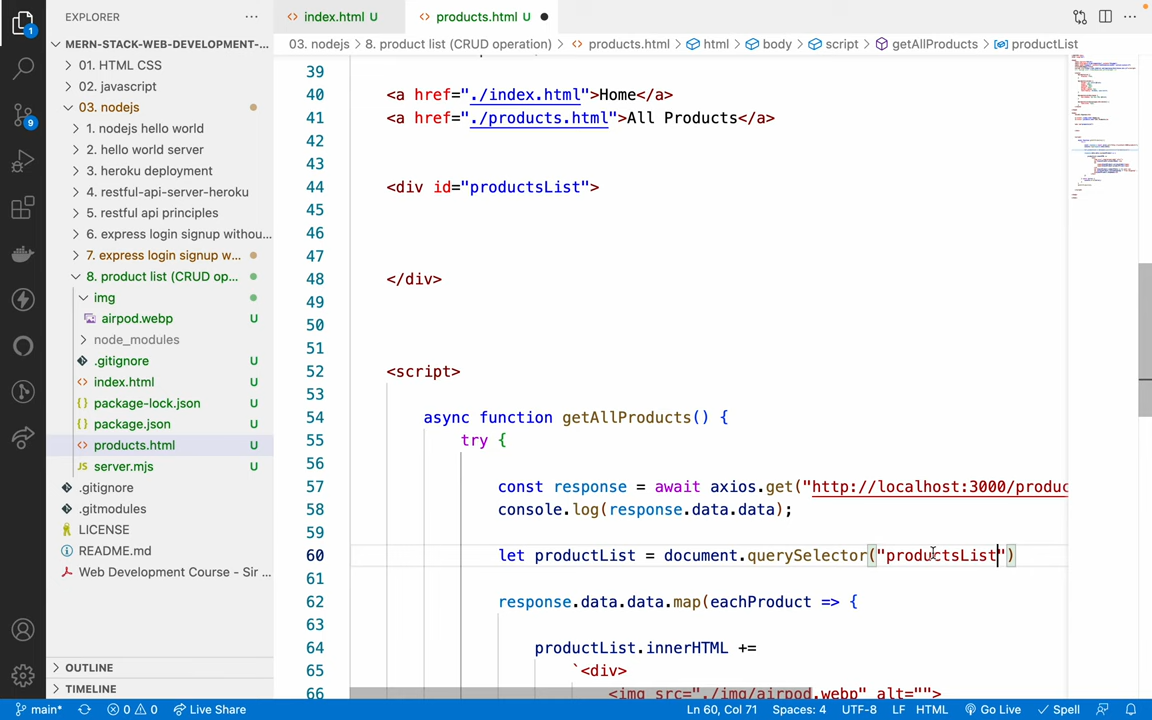 EXPLORER
index.html U
products.html U
MERN-STACK-WEB-DEVELOPMENT-...
03. nodejs > 8. product list (CRUD operation) > products.html > html > body > script > getAllProducts > productList
01. HTML CSS
02. javascript
03. nodejs
1. nodejs hello world
2. hello world server
3. heroku deployment
4. restful-api-server-heroku
5. restful api principles
6. express login signup withou...
7. express login signup w...
8. product list (CRUD op...
img
airpod.webp U
node_modules
.gitignore U
index.html U
package-lock.json U
package.json U
products.html U
server.mjs U
.gitignore
.gitmodules
LICENSE
README.md
Web Development Course - Sir ...
OUTLINE
TIMELINE
39
40 <a href="./index.html">Home</a>
41 <a href="./products.html">All Products</a>
42
43
44 <div id="productsList">
45
46
47
48 </div>
49
50
51
52 <script>
53
54 async function getAllProducts() {
55 try {
56
57 const response = await axios.get("http://localhost:3000/produc
58 console.log(response.data.data);
59
60 let productList = document.querySelector("productsList")
61
62 response.data.data.map(eachProduct => {
63
64 productList.innerHTML +=
65 `<div>
66 <img src="./img/airpod.webp" alt="">
1
9
main* 0 0 Live Share Ln 60, Col 71 Spaces: 4 UTF-8 LF HTML Go Live Spell